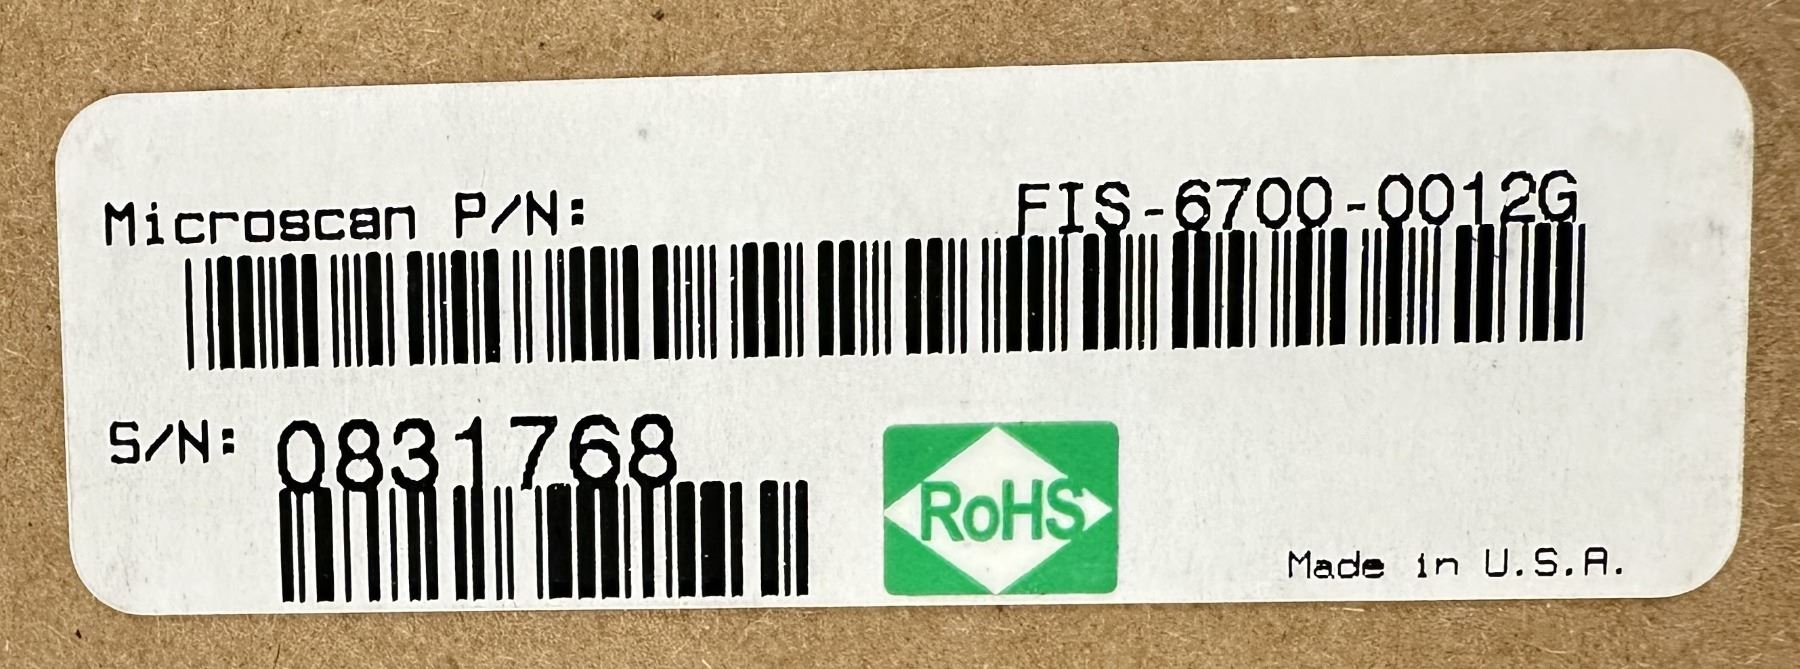 Microscan P/N: FIS-6700-0012G
S/N: 0831768
RoHS
Made in U.S.A.